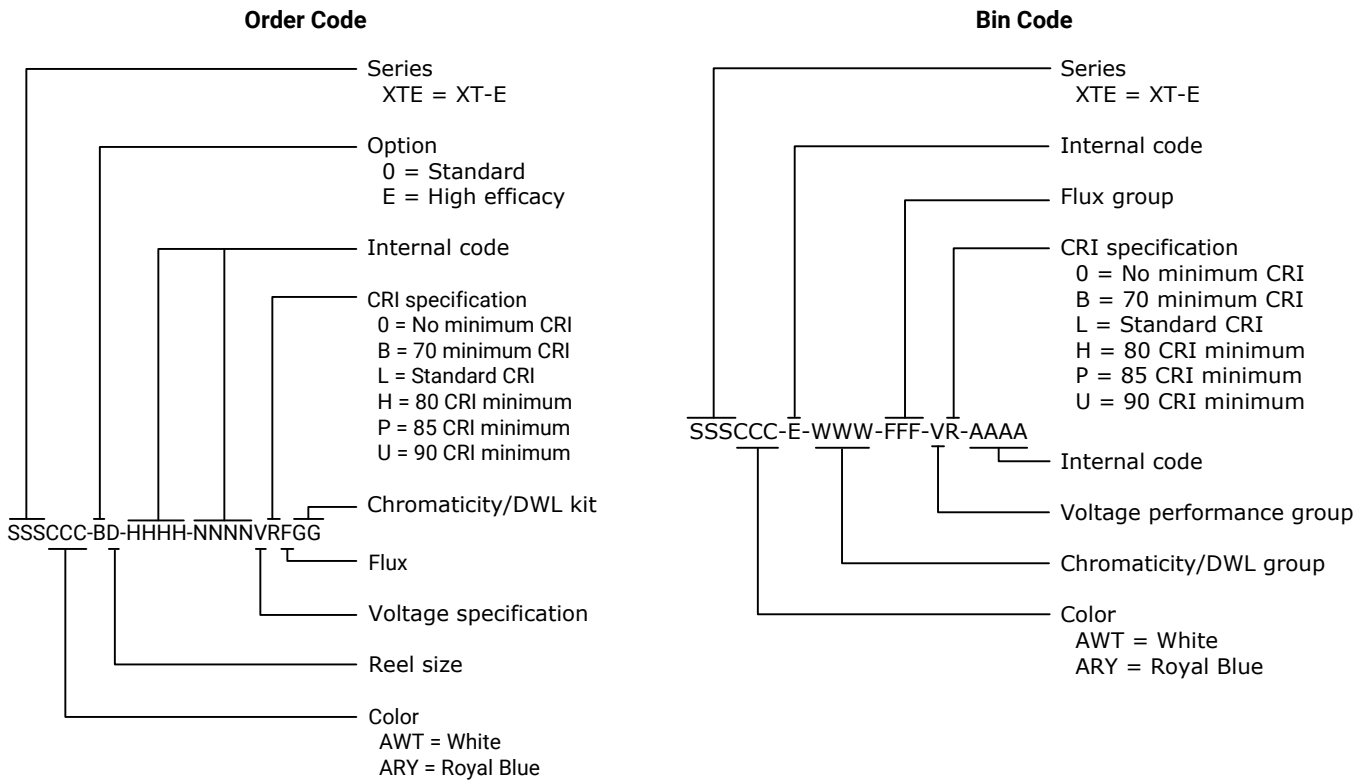 Order Code
Series
XTE = XT-E
Option
0 = Standard
E = High efficacy
Internal code
CRI specification
0 = No minimum CRI
B = 70 minimum CRI
L = Standard CRI
H = 80 CRI minimum
P = 85 CRI minimum
U = 90 CRI minimum
Chromaticity/DWL kit
SSSCCC-BD-HHHH-NNNNVRFGG
Flux
Voltage specification
Reel size
Color
AWT = White
ARY = Royal Blue
Bin Code
Series
XTE = XT-E
Internal code
Flux group
CRI specification
0 = No minimum CRI
B = 70 minimum CRI
L = Standard CRI
H = 80 CRI minimum
P = 85 CRI minimum
U = 90 CRI minimum
SSSCCC-E-WWW-FFF-VR-AAAA
Internal code
Voltage performance group
Chromaticity/DWL group
Color
AWT = White
ARY = Royal Blue